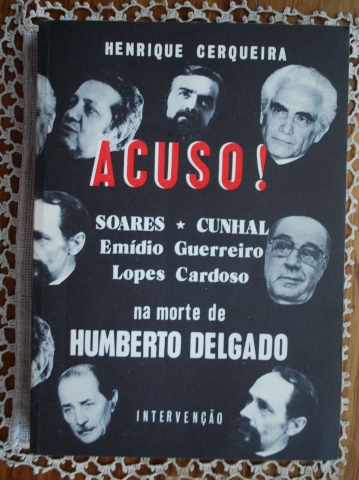 HENRIQUE CERQUEIRA
ACUSO!
SOARES ★ CUNHAL
Emídio Guerreiro
Lopes Cardoso
na morte de
HUMBERTO DELGADO
INTERVENÇÃO